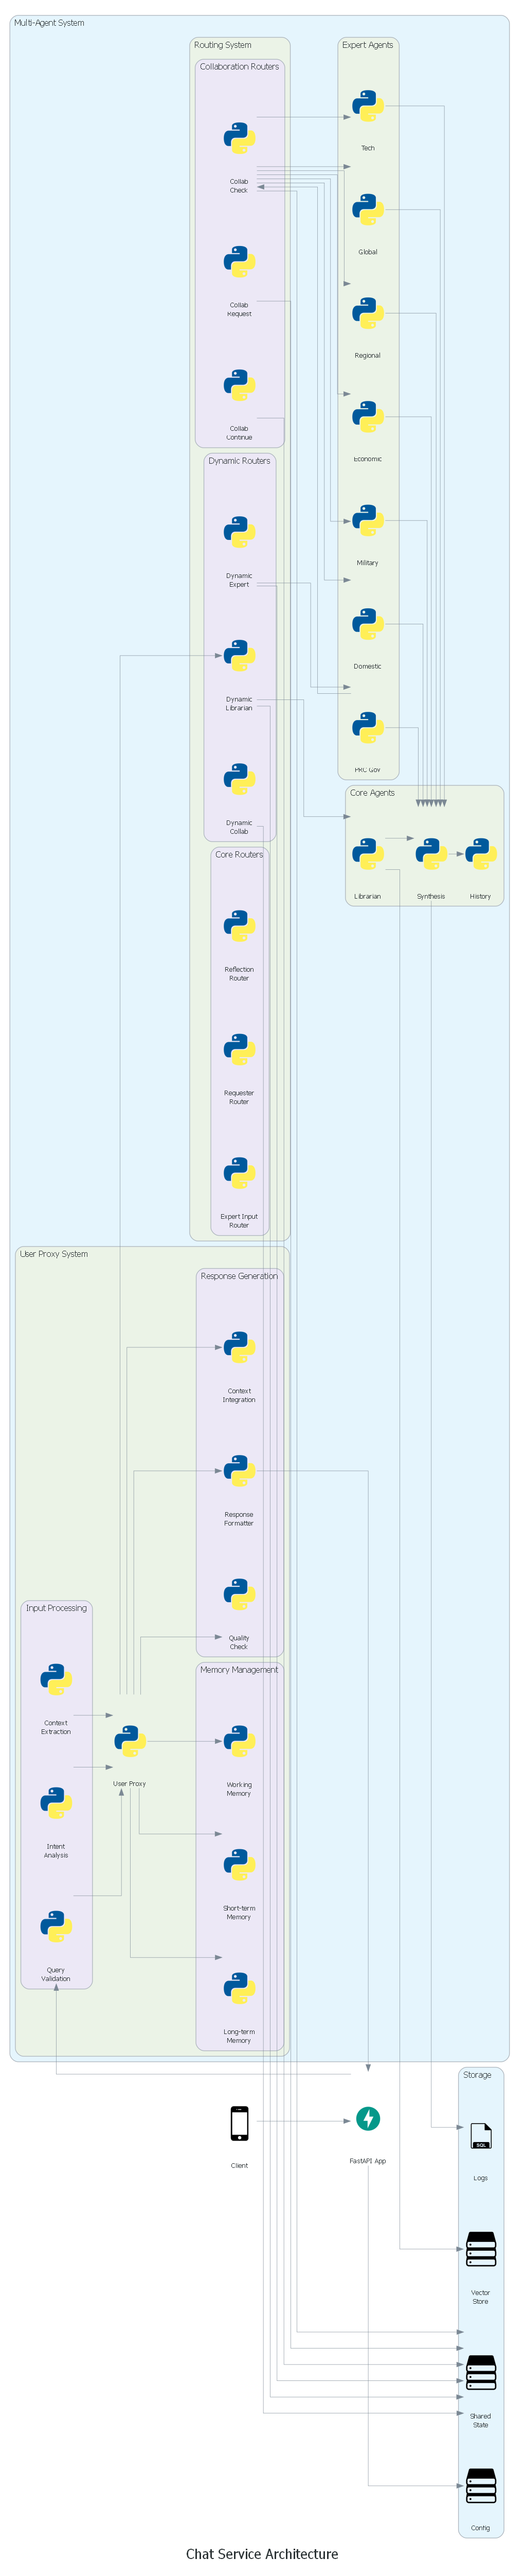 Multi-Agent System
Routing System
Expert Agents
Collaboration Routers
Tech
Collab
Check
Global
Collab
Request
Regional
Collab
Continue
Economic
Dynamic Routers
Military
Dynamic
Expert
Domestic
Dynamic
Librarian
PRC Gov
Core Agents
Dynamic
Collab
Core Routers
Librarian
Synthesis
History
Reflection
Router
Requester
Router
Expert Input
Router
User Proxy System
Response Generation
Context
Integration
Response
Formatter
Input Processing
Quality
Check
Memory Management
Context
Extraction
User Proxy
Working
Memory
Intent
Analysis
Short-term
Memory
Query
Validation
Long-term
Memory
Storage
SQL
Client
FastAPI App
Logs
Vector
Store
Shared
State
Config
Chat Service Architecture